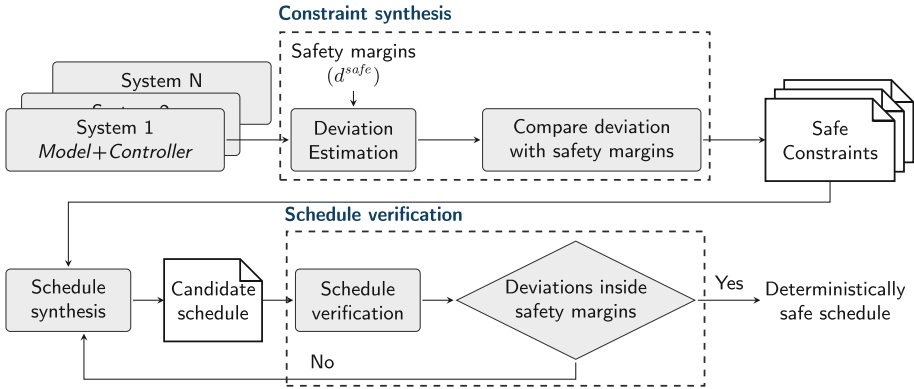 Constraint synthesis
Safety margins
(d^{safe})
System N
System 1
Model+Controller
Deviation
Estimation
Compare deviation
with safety margins
Safe
Constraints
Schedule verification
Schedule
synthesis
Candidate
schedule
Schedule
verification
Deviations inside
safety margins
Yes
Deterministically
safe schedule
No